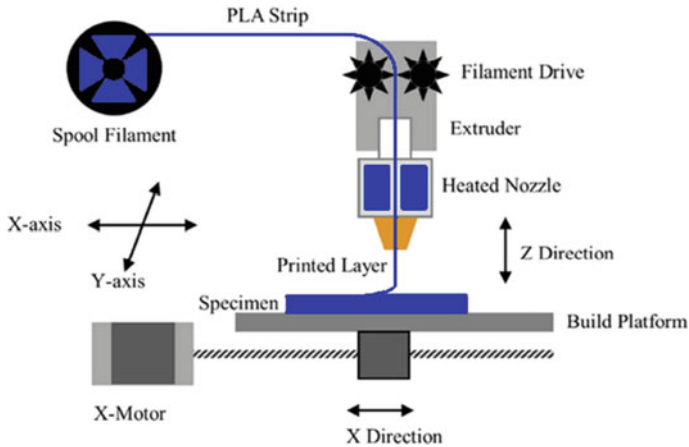 PLA Strip
Filament Drive
Spool Filament
Extruder
Heated Nozzle
X-axis
Z Direction
Y-axis
Printed Layer
Specimen
Build Platform
X-Motor
X Direction